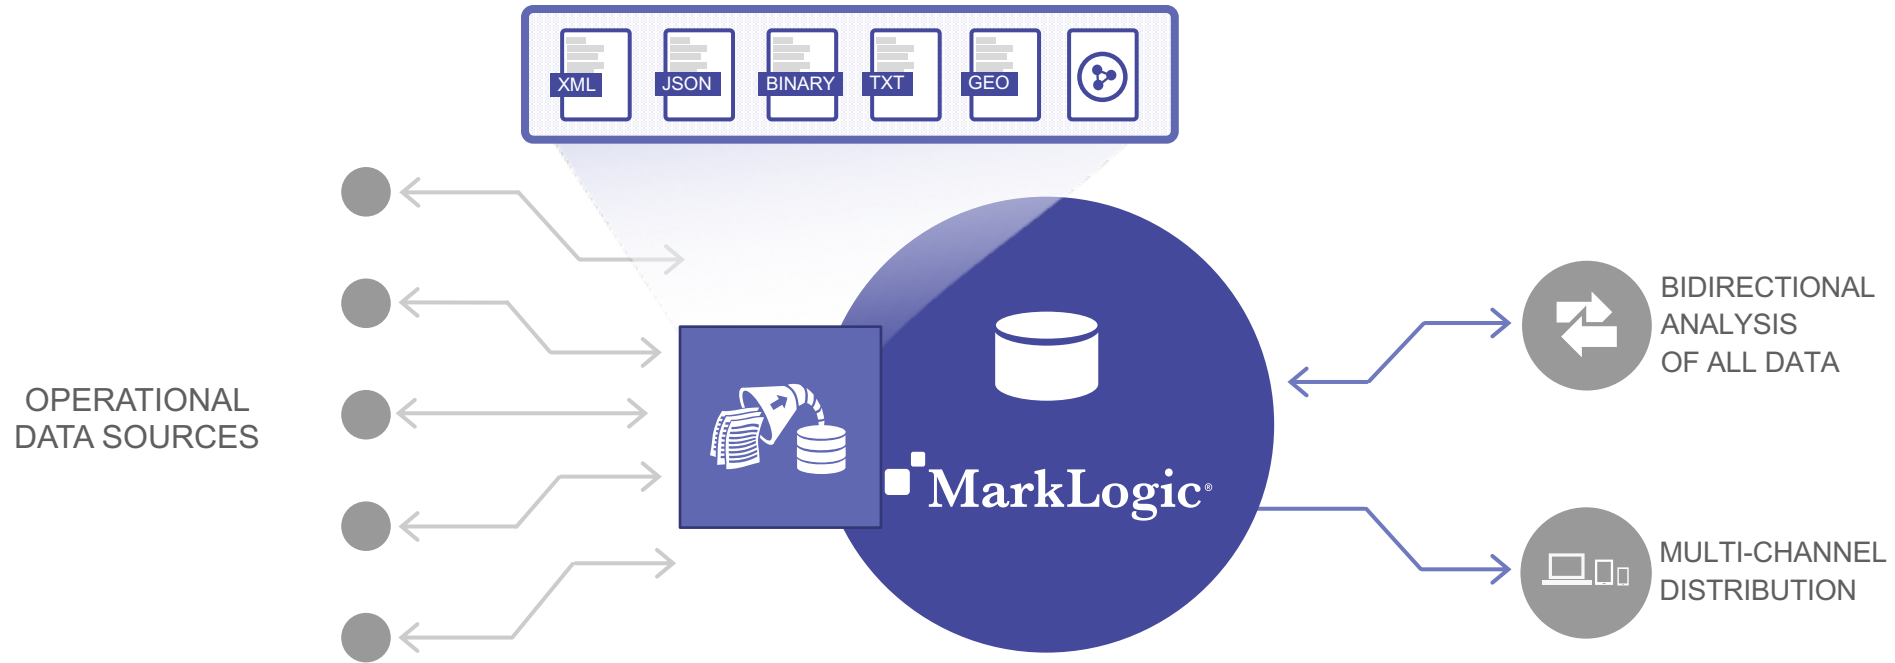 XML
JSON
BINARY
TXT
GEO
OPERATIONAL
DATA SOURCES
MarkLogic®
BIDIRECTIONAL
ANALYSIS
OF ALL DATA
MULTI-CHANNEL
DISTRIBUTION